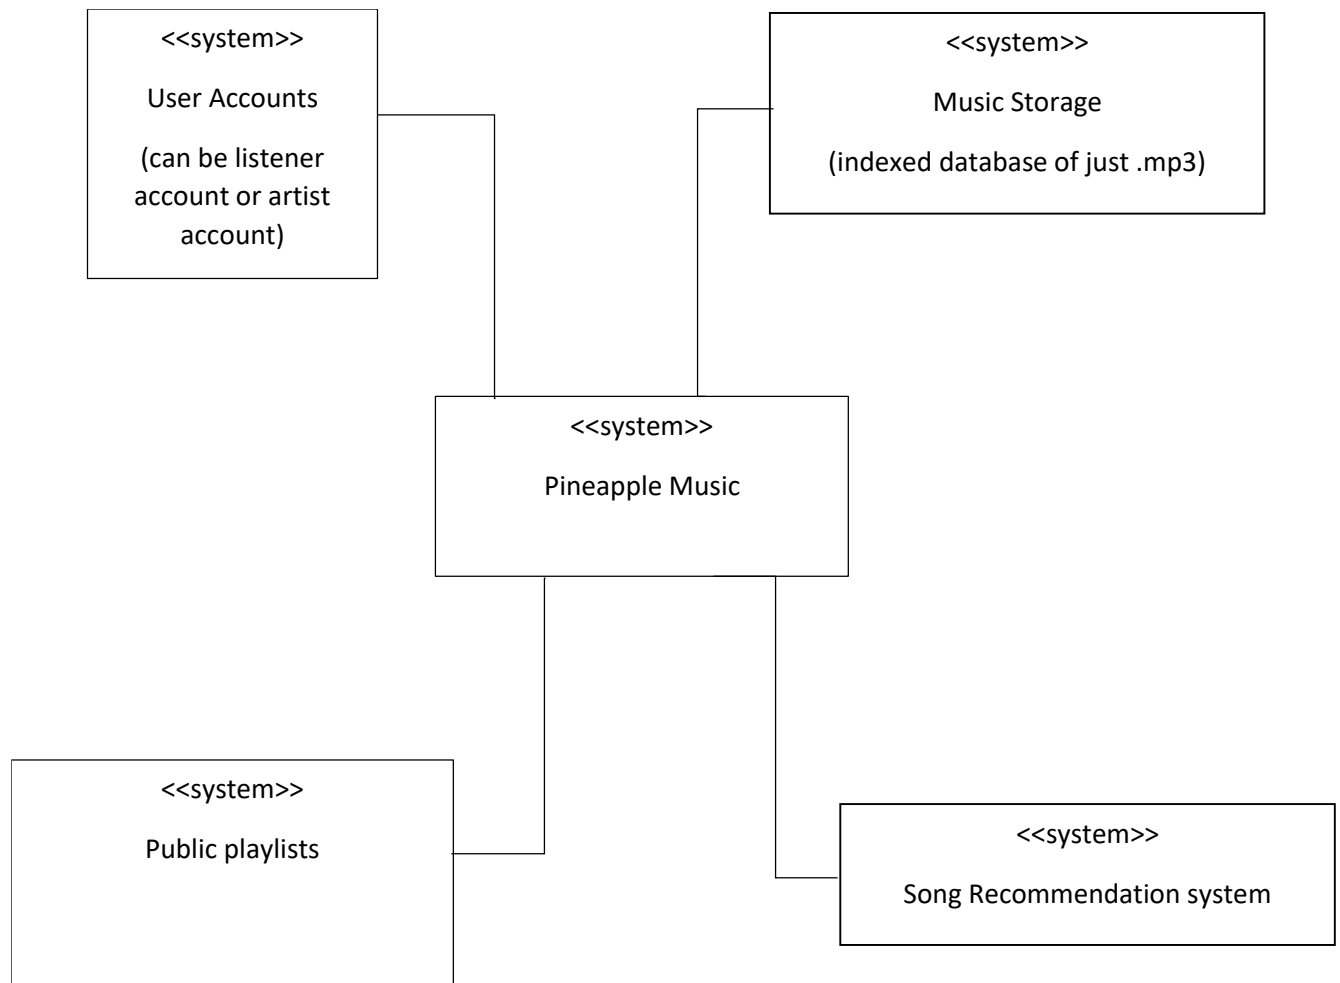 <<system>>
User Accounts
(can be listener
account or artist
account)
<<system>>
Music Storage
(indexed database of just .mp3)
<<system>>
Pineapple Music
<<system>>
Public playlists
<<system>>
Song Recommendation system